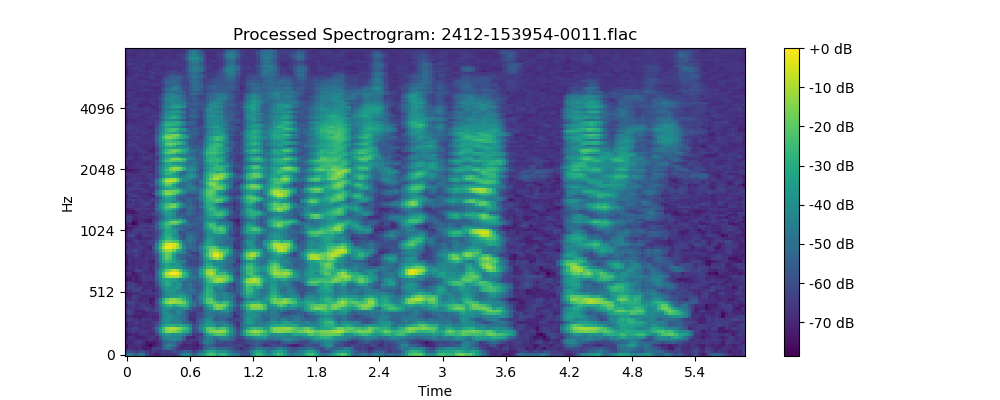 Processed Spectrogram: 2412-153954-0011.flac
Hz
4096
2048
1024
512
0
0 0.6 1.2 1.8 2.4 3 3.6 4.2 4.8 5.4
Time
+0 dB
-10 dB
-20 dB
-30 dB
-40 dB
-50 dB
-60 dB
-70 dB